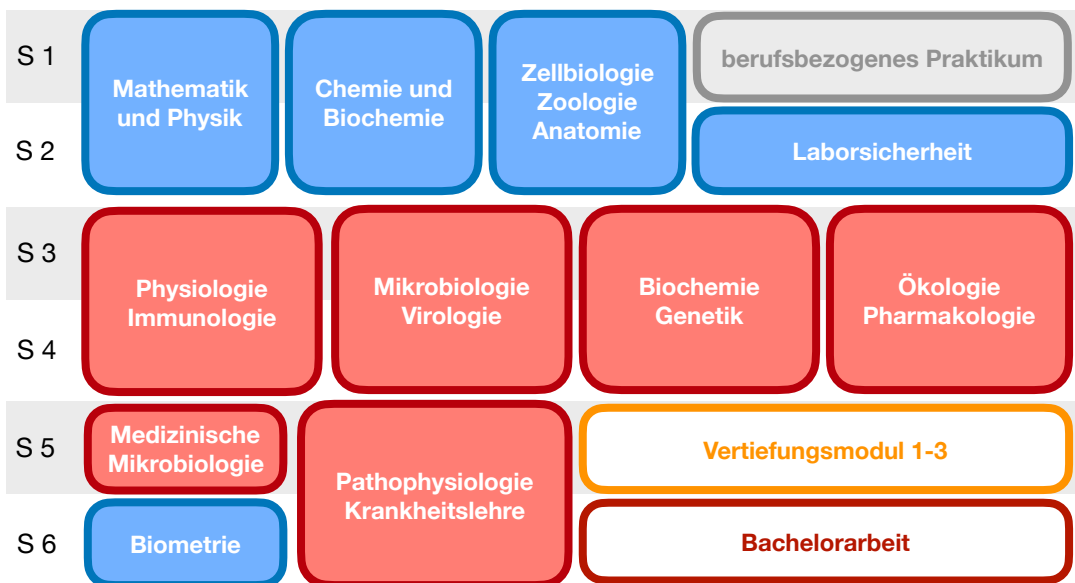 S 1
Mathematik
und Physik
Chemie und
Biochemie
Zellbiologie
Zoologie
Anatomie
berufsbezogenes Praktikum
S 2
Laborsicherheit
S 3
Physiologie
Immunologie
Mikrobiologie
Virologie
Biochemie
Genetik
Ökologie
Pharmakologie
S 4
S 5
Medizinische
Mikrobiologie
Pathophysiologie
Krankheitslehre
Vertiefungsmodul 1-3
S 6
Biometrie
Bachelorarbeit